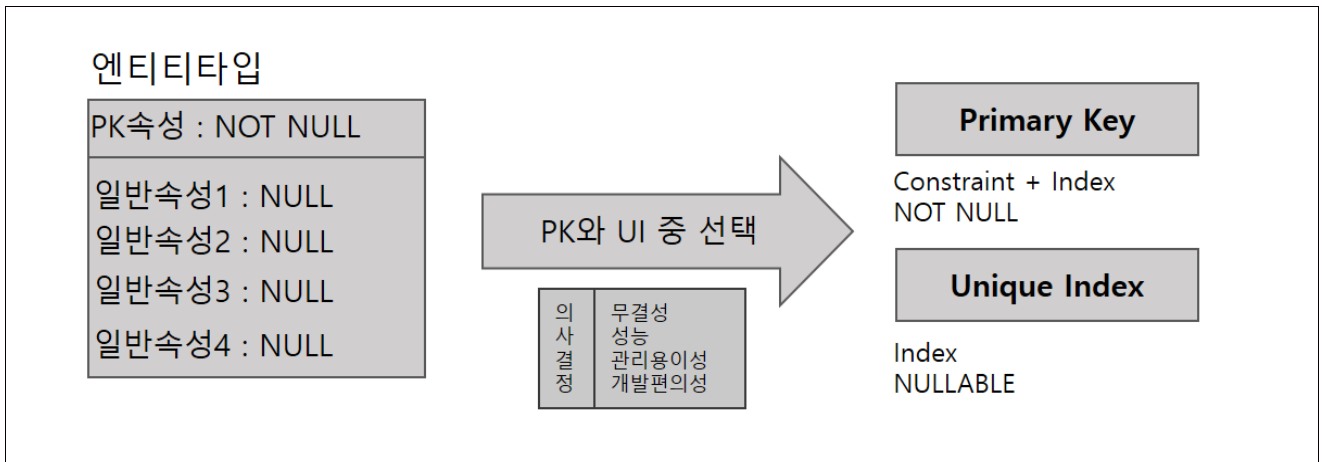 엔티티타입
PK속성 : NOT NULL
일반속성1 : NULL
일반속성2 : NULL
일반속성3 : NULL
일반속성4 : NULL
PK와 UI 중 선택
의사결정
무결성
성능
관리용이성
개발편의성
Primary Key
Constraint + Index
NOT NULL
Unique Index
Index
NULLABLE